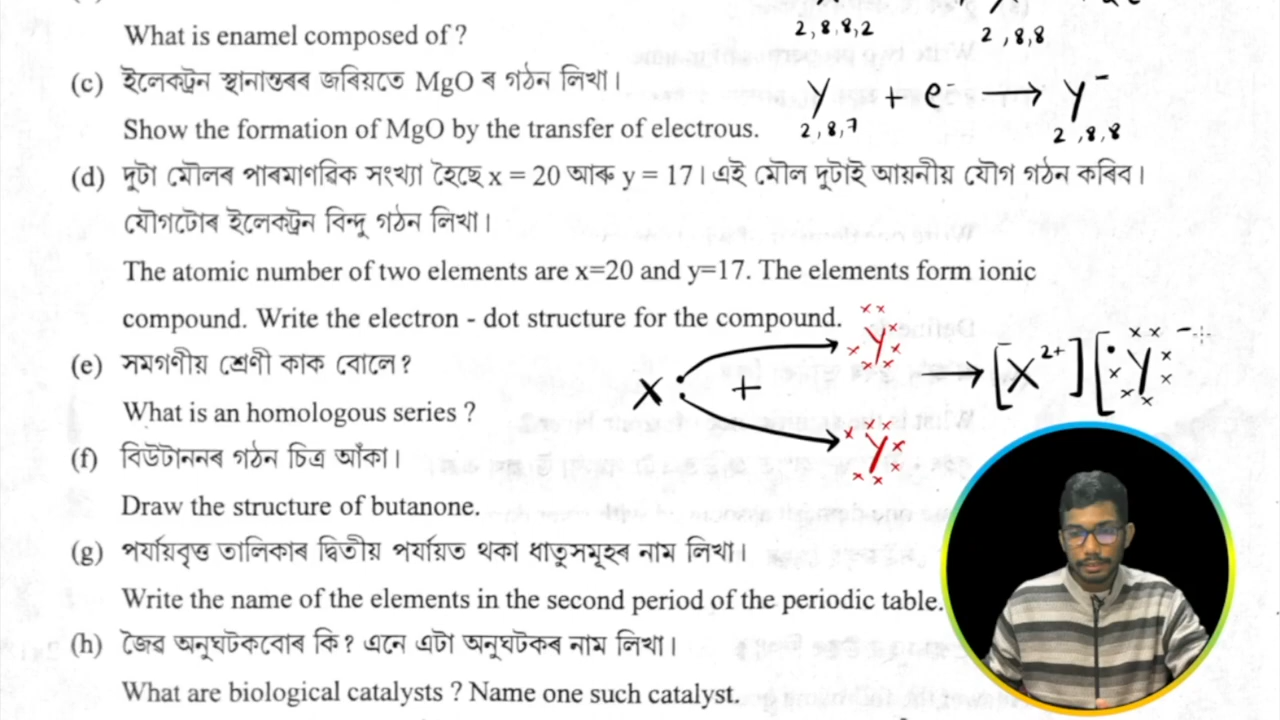 2,8,8,2 2,8,8
What is enamel composed of ?
(c) ইলেকট্ৰন স্থানান্তৰৰ জৰিয়তে MgO ৰ গঠন লিখা।
Y + e⁻ ⟶ Y⁻
Show the formation of MgO by the transfer of electrous.
2,8,7 2,8,8
(d) দুটা মৌলৰ পাৰমাণৱিক সংখ্যা হৈছে x = 20 আৰু y = 17। এই মৌল দুটাই আয়নীয় যৌগ গঠন কৰিব।
যৌগটোৰ ইলেকট্ৰন বিন্দু গঠন লিখা।
The atomic number of two elements are x=20 and y=17. The elements form ionic
compound. Write the electron - dot structure for the compound.
(e) সমগণীয় শ্ৰেণী কাক বোলে?
X + Y Y ⟶ [X²⁺] [Y⁻
What is an homologous series ?
(f) বিউটাননৰ গঠন চিত্ৰ আঁকা।
Draw the structure of butanone.
(g) পৰ্যায়বৃত্ত তালিকাৰ দ্বিতীয় পৰ্যায়ত থকা ধাতুসমূহৰ নাম লিখা।
Write the name of the elements in the second period of the periodic table.
(h) জৈৱ অনুঘটকবোৰ কি? এনে এটা অনুঘটকৰ নাম লিখা।
What are biological catalysts ? Name one such catalyst.